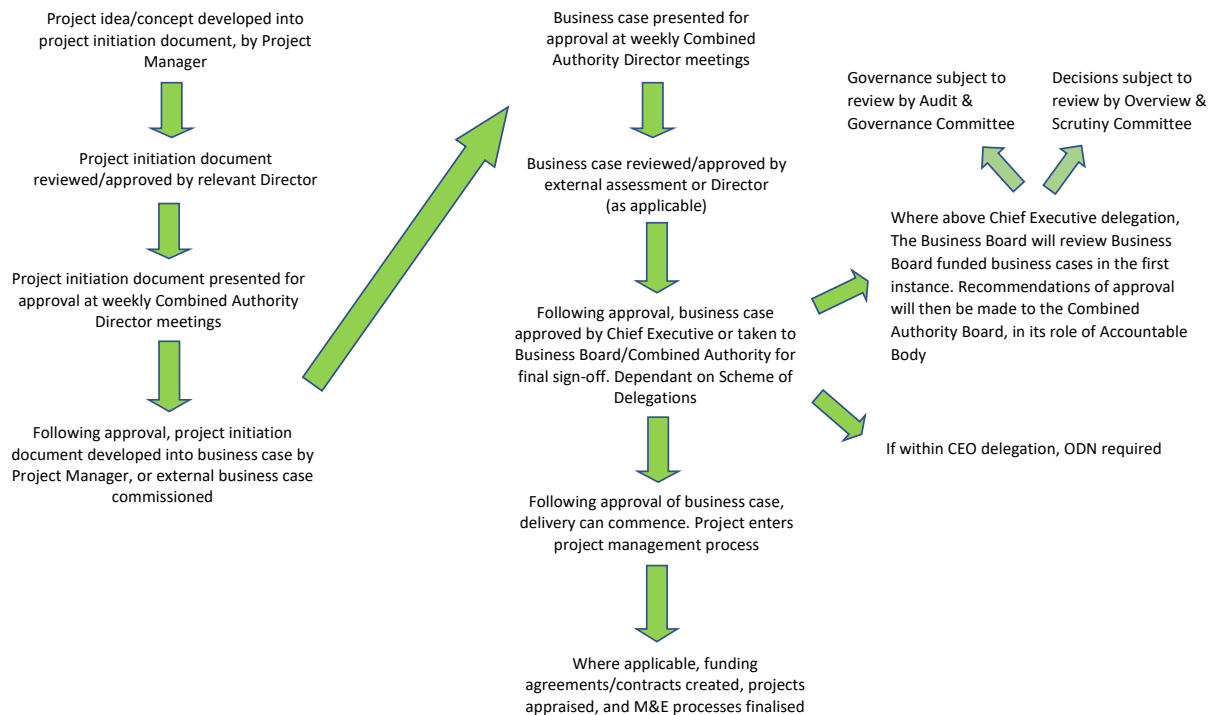 Project idea/concept developed into
project initiation document, by Project
Manager
Project initiation document
reviewed/approved by relevant Director
Project initiation document presented for
approval at weekly Combined Authority
Director meetings
Following approval, project initiation
document developed into business case by
Project Manager, or external business case
commissioned
Business case presented for
approval at weekly Combined
Authority Director meetings
Business case reviewed/approved by
external assessment or Director
(as applicable)
Following approval, business case
approved by Chief Executive or taken to
Business Board/Combined Authority for
final sign-off. Dependant on Scheme of
Delegations
Following approval of business case,
delivery can commence. Project enters
project management process
Where applicable, funding
agreements/contracts created, projects
appraised, and M&E processes finalised
Governance subject to
review by Audit &
Governance Committee
Decisions subject to
review by Overview &
Scrutiny Committee
Where above Chief Executive delegation,
The Business Board will review Business
Board funded business cases in the first
instance. Recommendations of approval
will then be made to the Combined
Authority Board, in its role of Accountable
Body
If within CEO delegation, ODN required